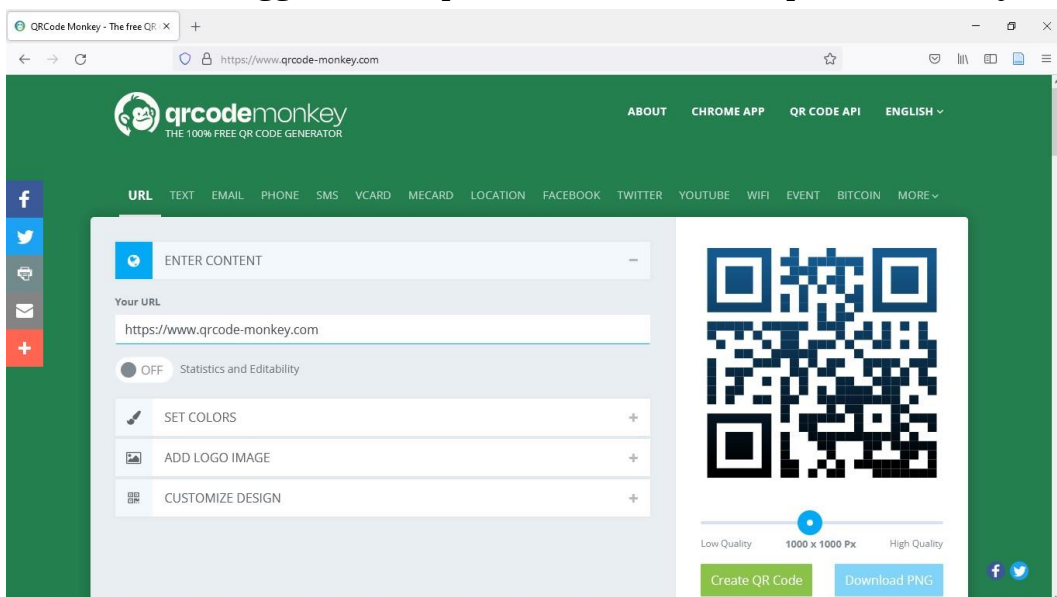 QRCode Monkey - The free QR
https://www.qrcode-monkey.com
qrcodemonkey
THE 100% FREE QR CODE GENERATOR
ABOUT CHROME APP QR CODE API ENGLISH
URL TEXT EMAIL PHONE SMS VCARD MECARD LOCATION FACEBOOK TWITTER YOUTUBE WIFI EVENT BITCOIN MORE
ENTER CONTENT
Your URL
https://www.qrcode-monkey.com
OFF Statistics and Editability
SET COLORS
ADD LOGO IMAGE
CUSTOMIZE DESIGN
Low Quality 1000 x 1000 Px High Quality
Create QR Code Download PNG